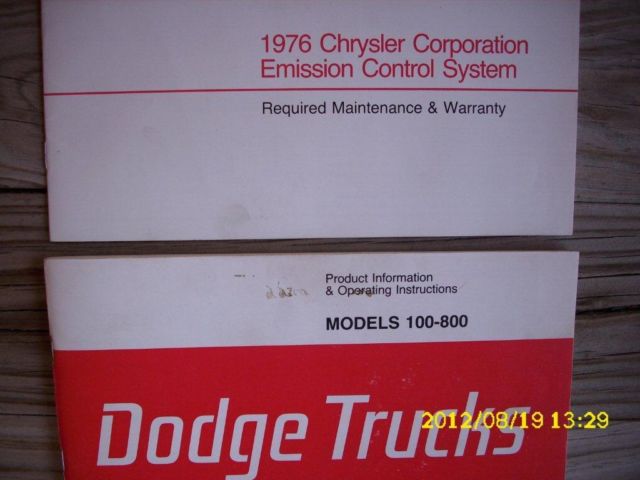 1976 Chrysler Corporation
Emission Control System
Required Maintenance & Warranty
Product Information
& Operating Instructions
MODELS 100-800
Dodge Trucks
2012/08/19 13:29